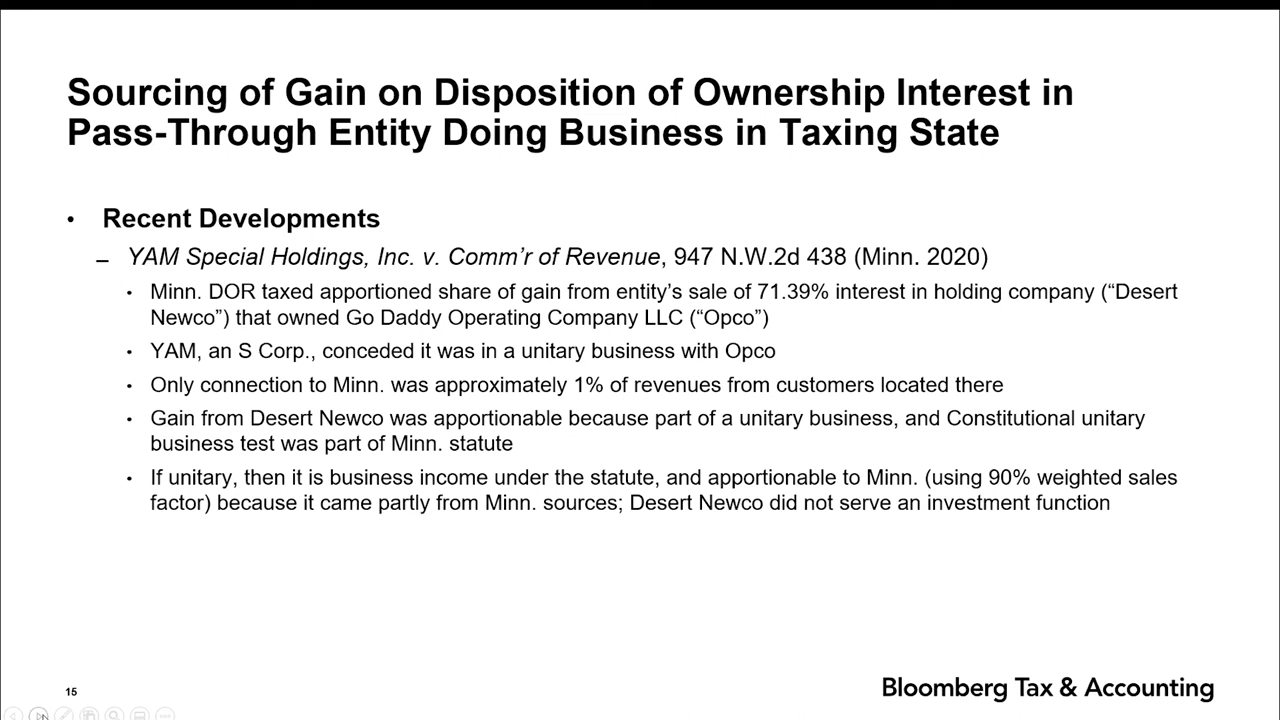 Sourcing of Gain on Disposition of Ownership Interest in
Pass-Through Entity Doing Business in Taxing State
• Recent Developments
– YAM Special Holdings, Inc. v. Comm’r of Revenue, 947 N.W.2d 438 (Minn. 2020)
• Minn. DOR taxed apportioned share of gain from entity’s sale of 71.39% interest in holding company (“Desert
Newco”) that owned Go Daddy Operating Company LLC (“Opco”)
• YAM, an S Corp., conceded it was in a unitary business with Opco
• Only connection to Minn. was approximately 1% of revenues from customers located there
• Gain from Desert Newco was apportionable because part of a unitary business, and Constitutional unitary
business test was part of Minn. statute
• If unitary, then it is business income under the statute, and apportionable to Minn. (using 90% weighted sales
factor) because it came partly from Minn. sources; Desert Newco did not serve an investment function
15
Bloomberg Tax & Accounting